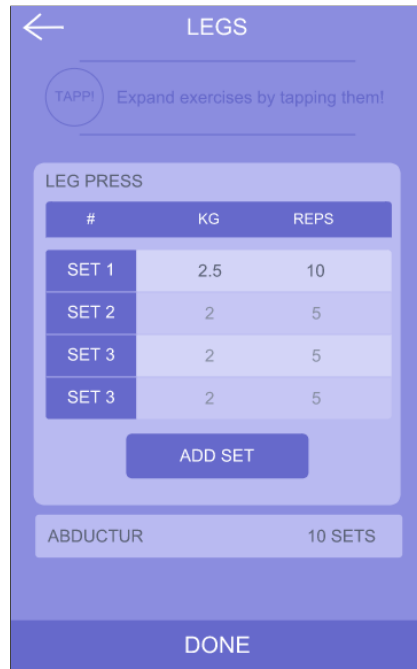 LEGS
TAPP! Expand exercises by tapping them!
LEG PRESS
# KG REPS
SET 1 2.5 10
SET 2 2 5
SET 3 2 5
SET 3 2 5
ADD SET
ABDUCTUR 10 SETS
DONE